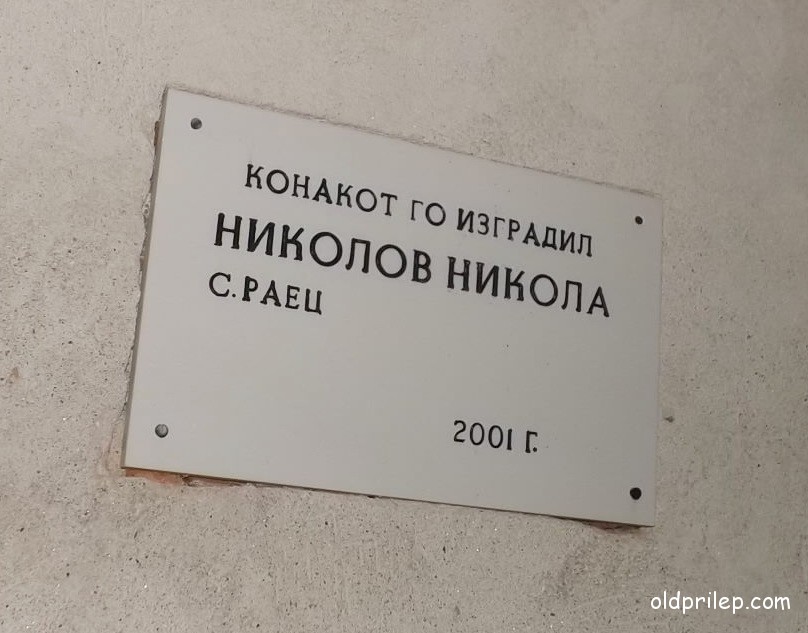 КОНАКОТ ГО ИЗГРАДИЛ
НИКОЛОВ НИКОЛА
С.РАЕЦ
2001 Г.
oldprilep.com